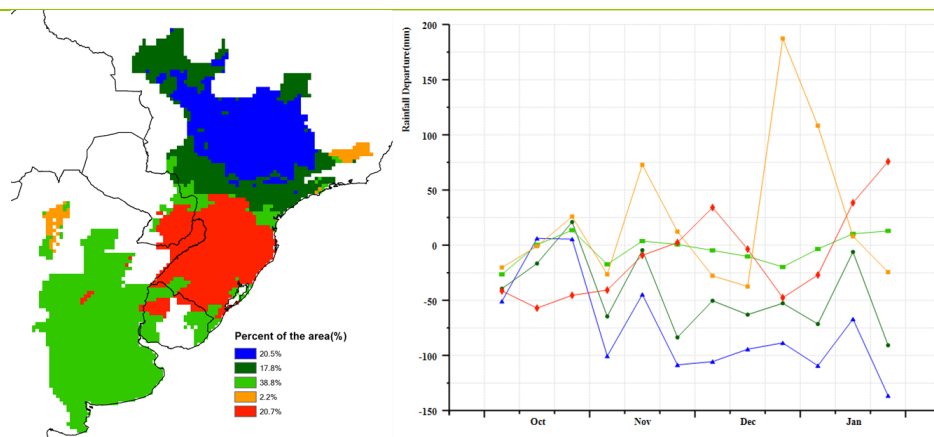 Percent of the area(%)
20.5%
17.8%
38.8%
2.2%
20.7%
Rainfall Departure(mm)
200
150
100
50
0
-50
-100
-150
Oct
Nov
Dec
Jan